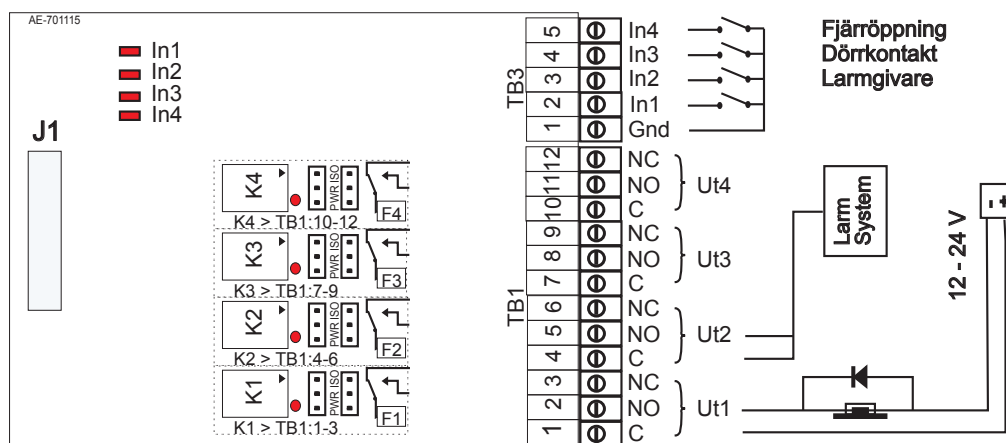 AE-701115
In1
In2
In3
In4
J1
K4
PWR ISO
F4
K4 > TB1:10-12
K3
PWR ISO
F3
K3 > TB1:7-9
K2
PWR ISO
F2
K2 > TB1:4-6
K1
PWR ISO
F1
K1 > TB1:1-3
TB3
5 In4
4 In3
3 In2
2 In1
1 Gnd
Fjärröppning
Dörrkontakt
Larmgivare
TB1
12 NC
11 NO
10 C
Ut4
9 NC
8 NO
7 C
Ut3
6 NC
5 NO
4 C
Ut2
3 NC
2 NO
1 C
Ut1
Larm
System
12 - 24 V
- +